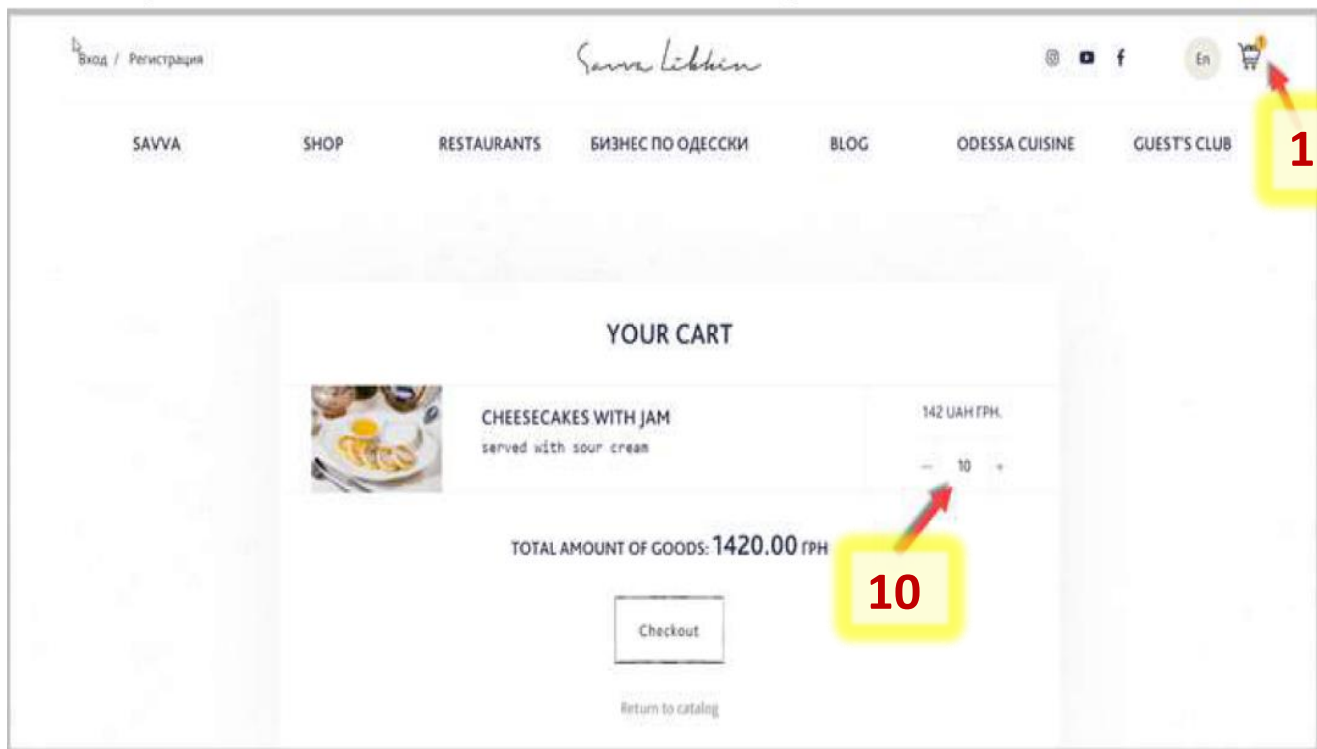 Вход / Регистрация
Savva Libkin
En
1
SAVVA SHOP RESTAURANTS БИЗНЕС ПО ОДЕССКИ BLOG ODESSA CUISINE GUEST'S CLUB
1
YOUR CART
CHEESECAKES WITH JAM
142 UAH ГРН.
served with sour cream
— 10 +
TOTAL AMOUNT OF GOODS: 1420.00 ГРН
10
Checkout
Return to catalog